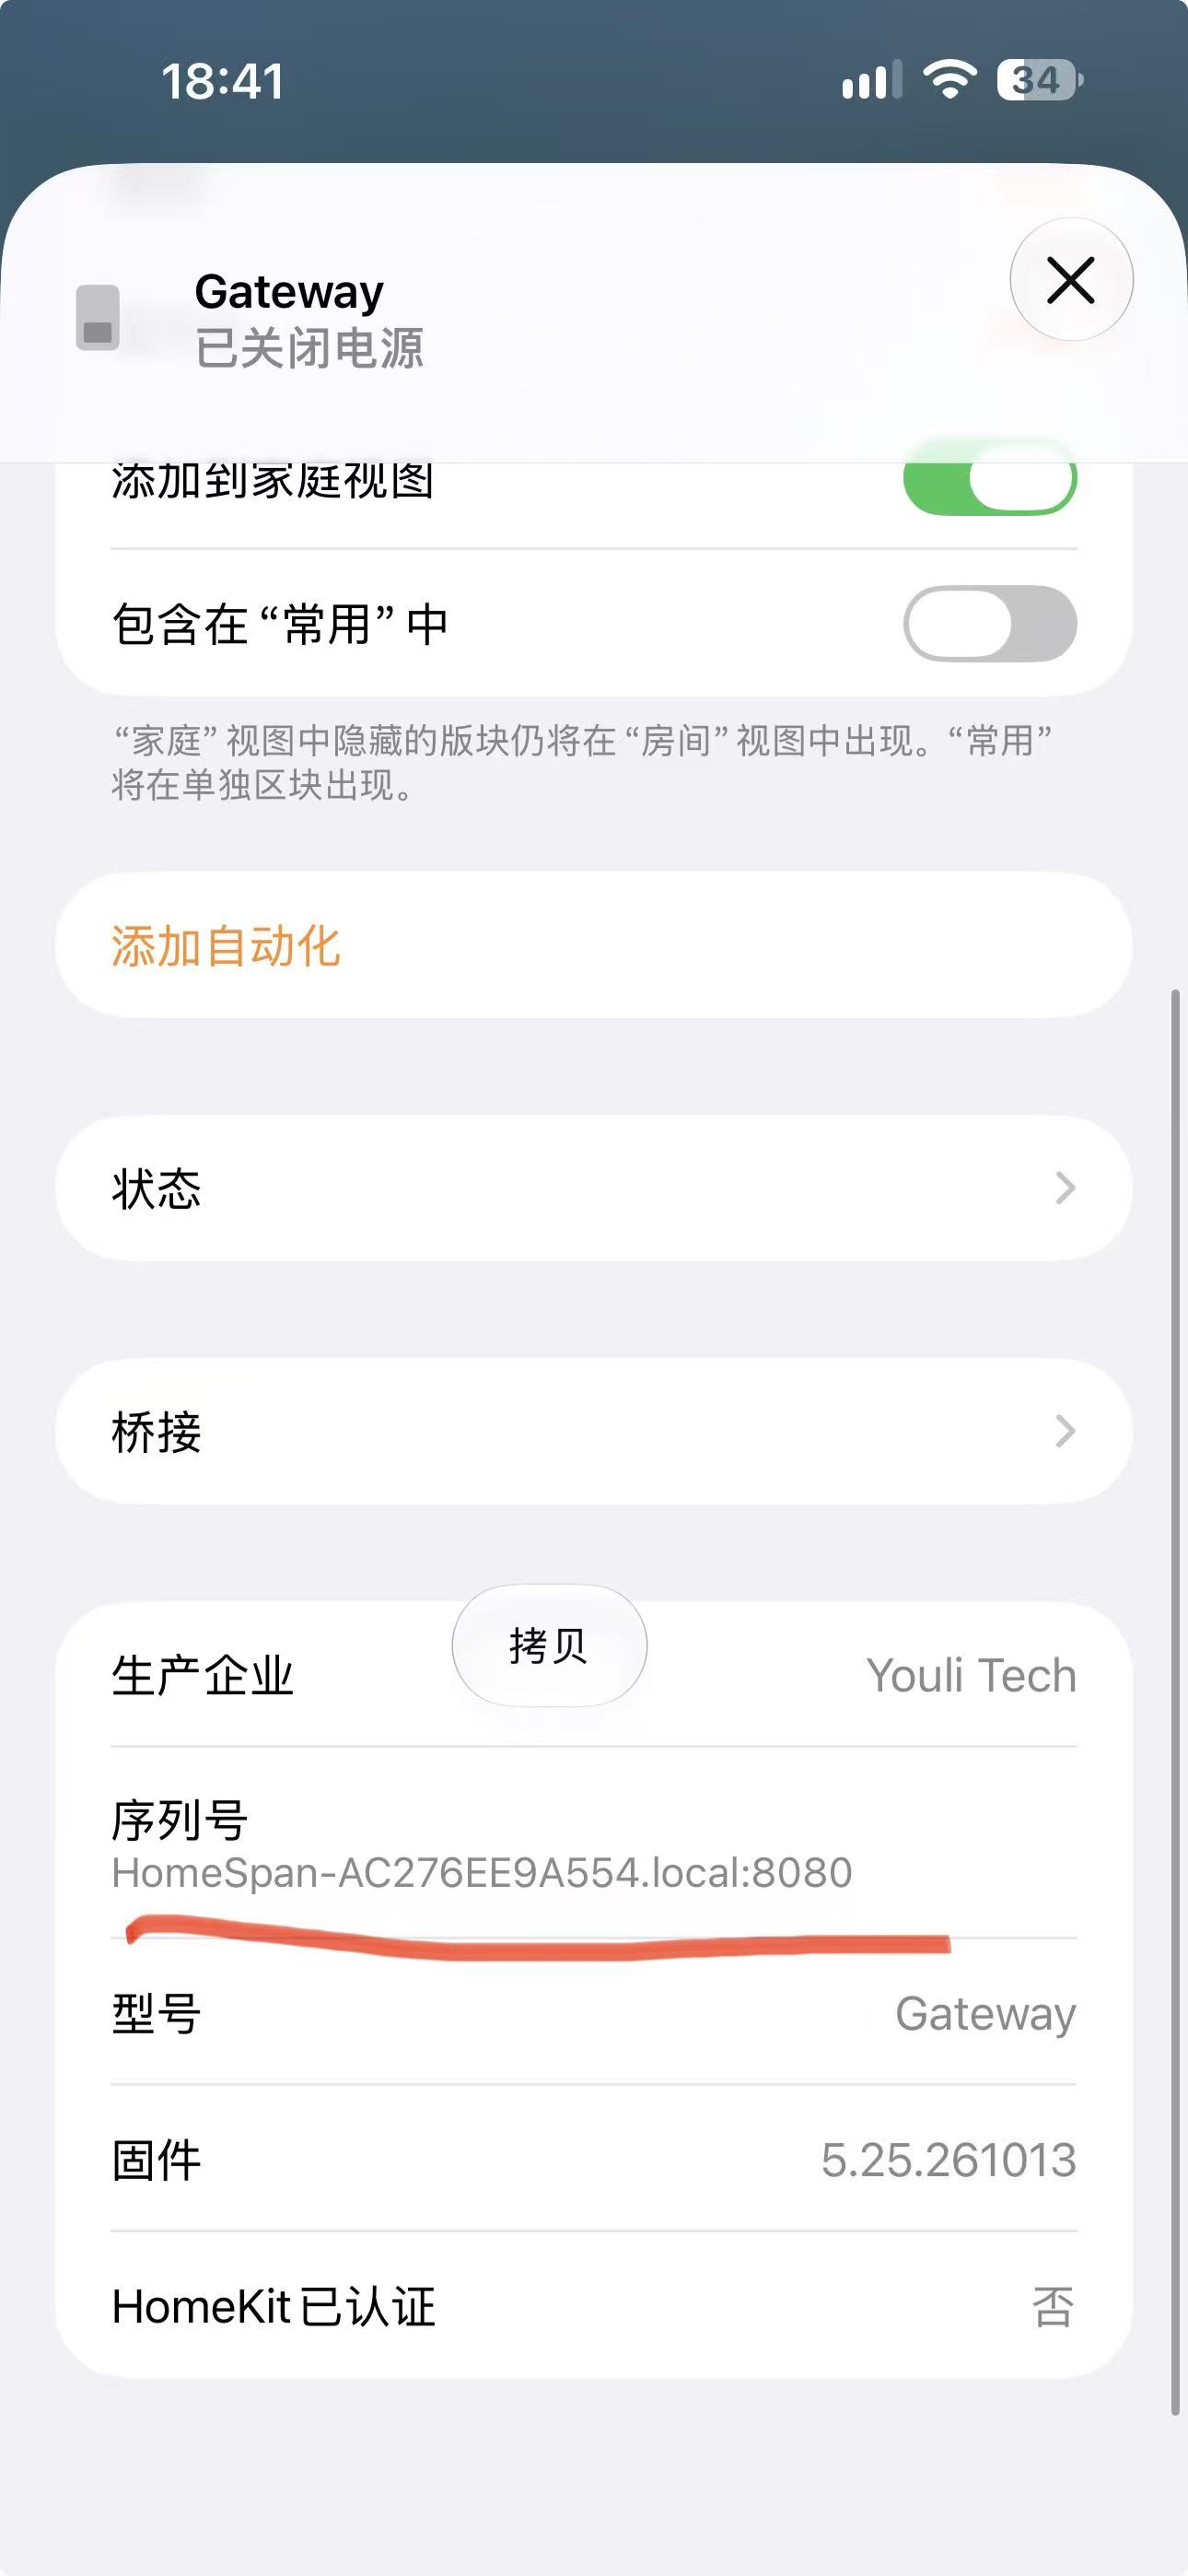 18:41
34
Gateway
已关闭电源
添加到家庭视图
包含在“常用”中
“家庭”视图中隐藏的版块仍将在“房间”视图中出现。“常用”
将在单独区块出现。
添加自动化
状态
桥接
拷贝
生产企业 Youli Tech
序列号
HomeSpan-AC276EE9A554.local:8080
型号 Gateway
固件 5.25.261013
HomeKit已认证 否